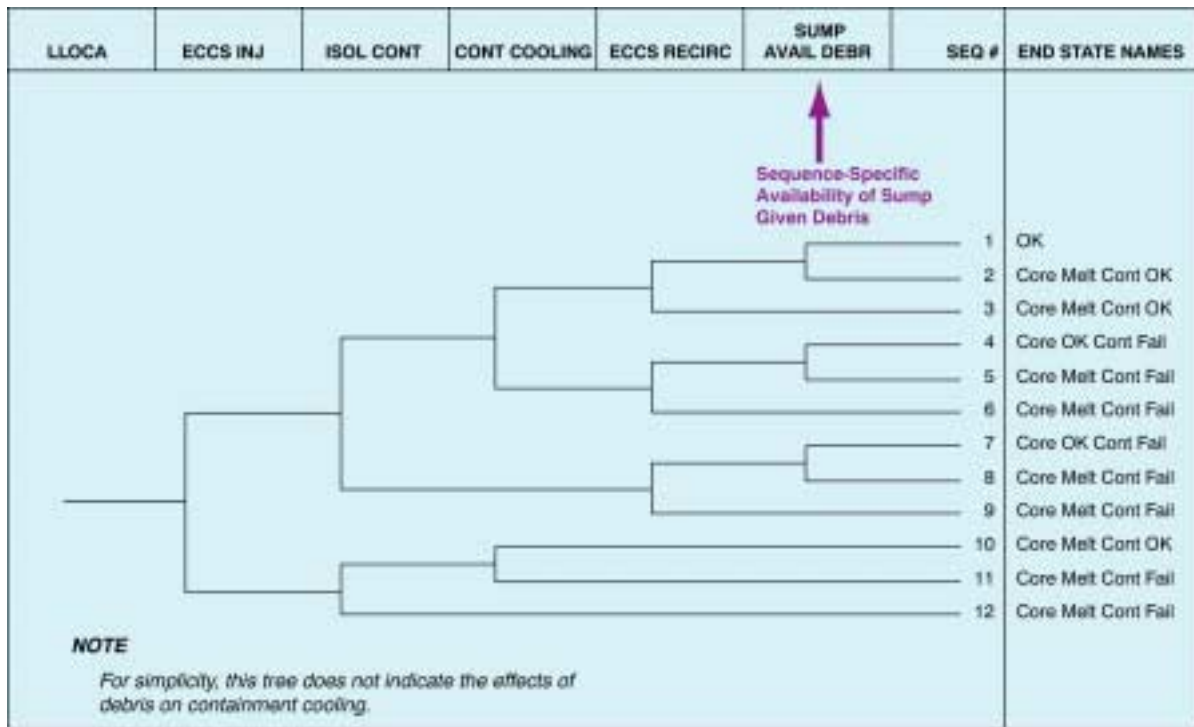 LLOCA ECCS INJ ISOL CONT CONT COOLING ECCS RECIRC SUMP AVAIL DEBR SEQ # END STATE NAMES
Sequence-Specific
Availability of Sump
Given Debris
1 OK
2 Core Melt Cont OK
3 Core Melt Cont OK
4 Core OK Cont Fail
5 Core Melt Cont Fail
6 Core Melt Cont Fail
7 Core OK Cont Fail
8 Core Melt Cont Fail
9 Core Melt Cont Fail
10 Core Melt Cont OK
11 Core Melt Cont Fail
12 Core Melt Cont Fail
NOTE
For simplicity, this tree does not indicate the effects of
debris on containment cooling.